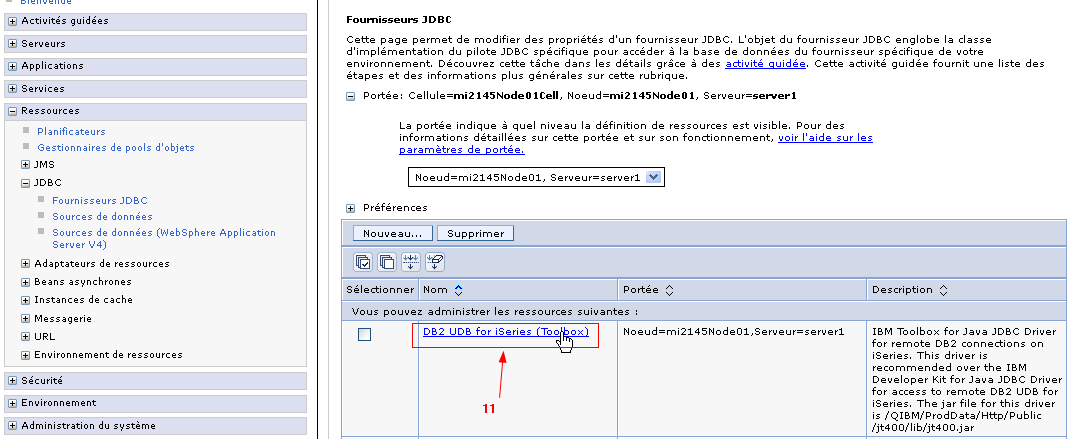 Bienvenue
Activités guidées
Serveurs
Applications
Services
Ressources
Planificateurs
Gestionnaires de pools d'objets
JMS
JDBC
Fournisseurs JDBC
Sources de données
Sources de données (WebSphere Application
Server V4)
Adaptateurs de ressources
Beans asynchrones
Instances de cache
Messagerie
URL
Environnement de ressources
Sécurité
Environnement
Administration du système
Fournisseurs JDBC
Cette page permet de modifier des propriétés d'un fournisseur JDBC. L'objet du fournisseur JDBC englobe la classe
d'implémentation du pilote JDBC spécifique pour accéder à la base de données du fournisseur spécifique de votre
environnement. Découvrez cette tâche dans les détails grâce à des activité guidée. Cette activité guidée fournit une liste des
étapes et des informations plus générales sur cette rubrique.
Portée: Cellule=mi2145Node01Cell, Noeud=mi2145Node01, Serveur=server1
La portée indique à quel niveau la définition de ressources est visible. Pour des
informations détaillées sur cette portée et sur son fonctionnement, voir l'aide sur les
paramètres de portée.
Noeud=mi2145Node01, Serveur=server1
Préférences
Nouveau... Supprimer
Sélectionner Nom Portée Description
Vous pouvez administrer les ressources suivantes :
DB2 UDB for iSeries (Toolbox) Noeud=mi2145Node01,Serveur=server1 IBM Toolbox for Java JDBC Driver
for remote DB2 connections on
iSeries. This driver is
recommended over the IBM
Developer Kit for Java JDBC Driver
for access to remote DB2 UDB for
iSeries. The jar file for this driver
is /QIBM/ProdData/Http/Public
/jt400/lib/jt400.jar
11